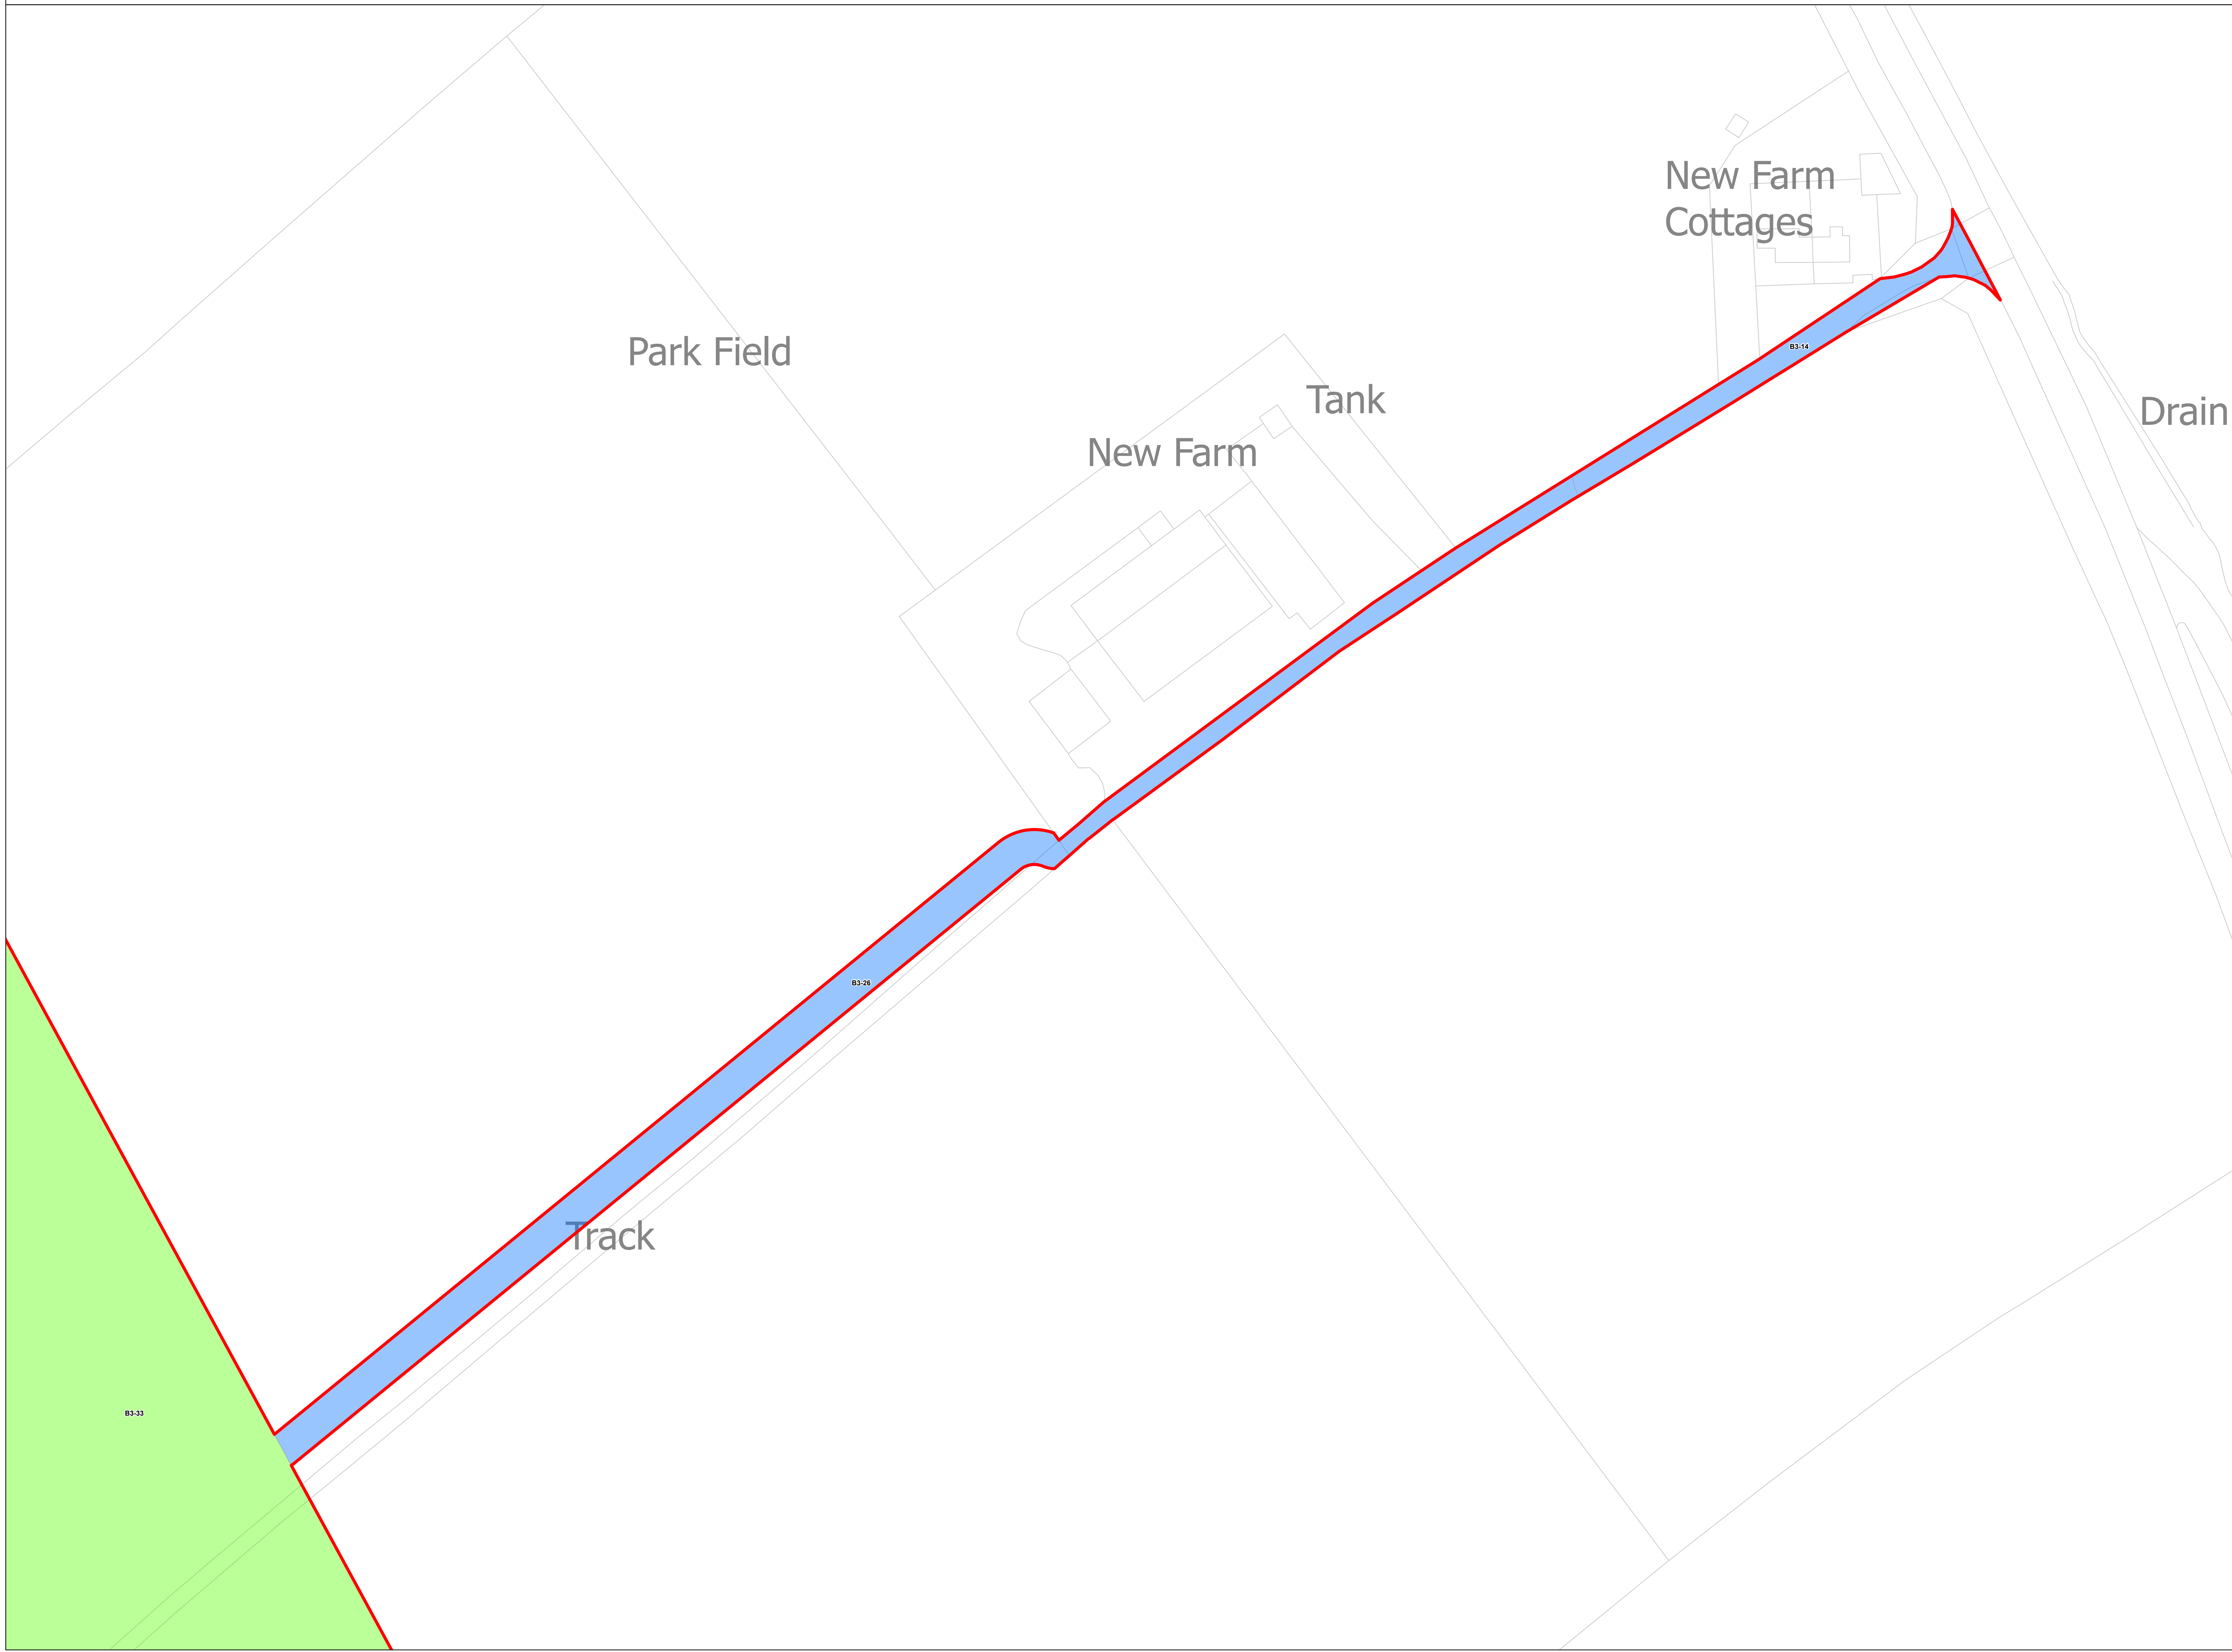 New Farm
Cottages
B3-14
Park Field
Tank
Drain
New Farm
B3-26
Track
B3-33